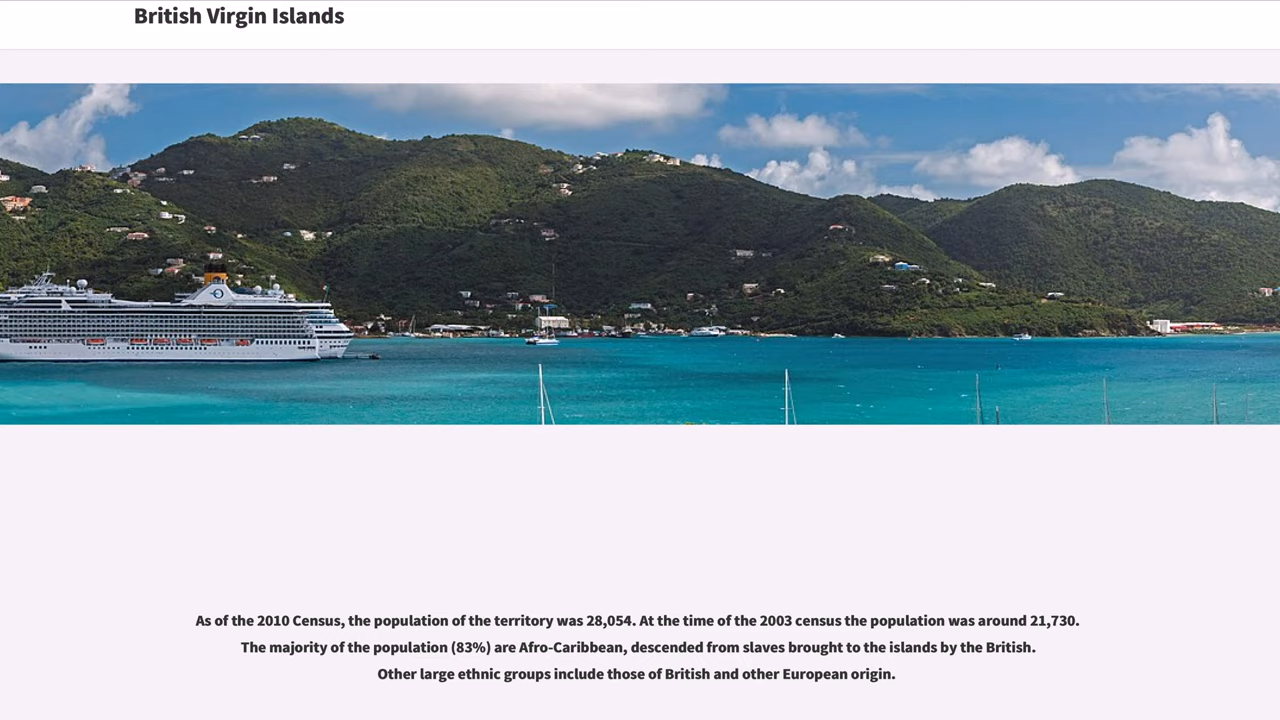 British Virgin Islands
As of the 2010 Census, the population of the territory was 28,054. At the time of the 2003 census the population was around 21,730.
The majority of the population (83%) are Afro-Caribbean, descended from slaves brought to the islands by the British.
Other large ethnic groups include those of British and other European origin.